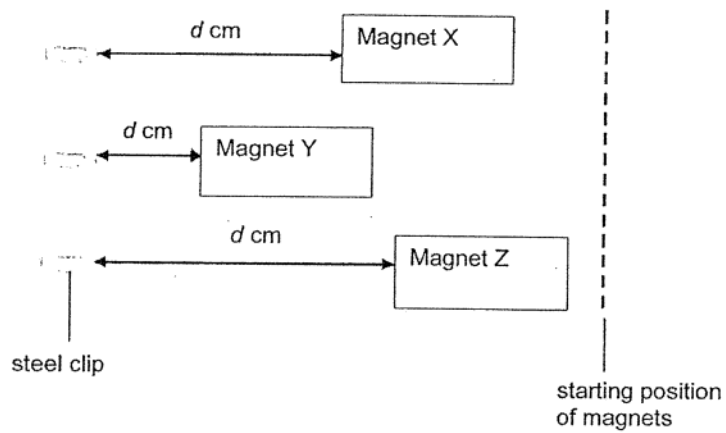 d cm
Magnet X
d cm
Magnet Y
d cm
Magnet Z
steel clip
starting position
of magnets